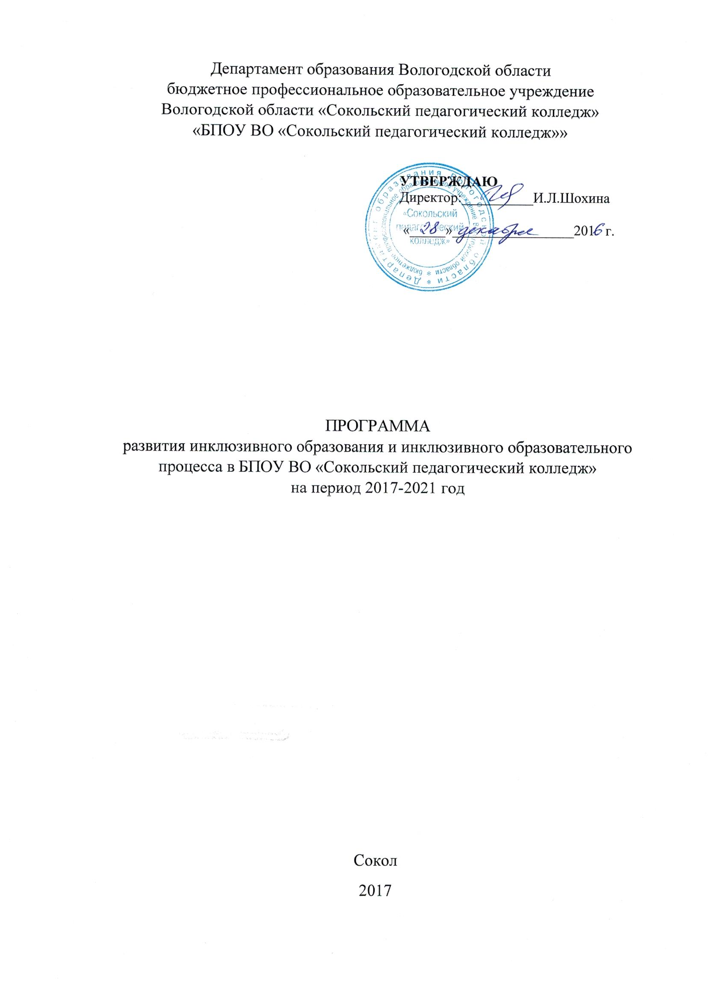 Департамент образования Вологодской области
бюджетное профессиональное образовательное учреждение
Вологодской области «Сокольский педагогический колледж»
«БПОУ ВО «Сокольский педагогический колледж»»
УТВЕРЖДАЮ
Директор:__________И.Л.Шохина
«28» декабря 2016 г.
Департамент образования Вологодской области *
бюджетное профессиональное образовательное учреждение Вологодской области *
«Сокольский
педагогический
колледж»
ПРОГРАММА
развития инклюзивного образования и инклюзивного образовательного
процесса в БПОУ ВО «Сокольский педагогический колледж»
на период 2017-2021 год
Сокол
2017